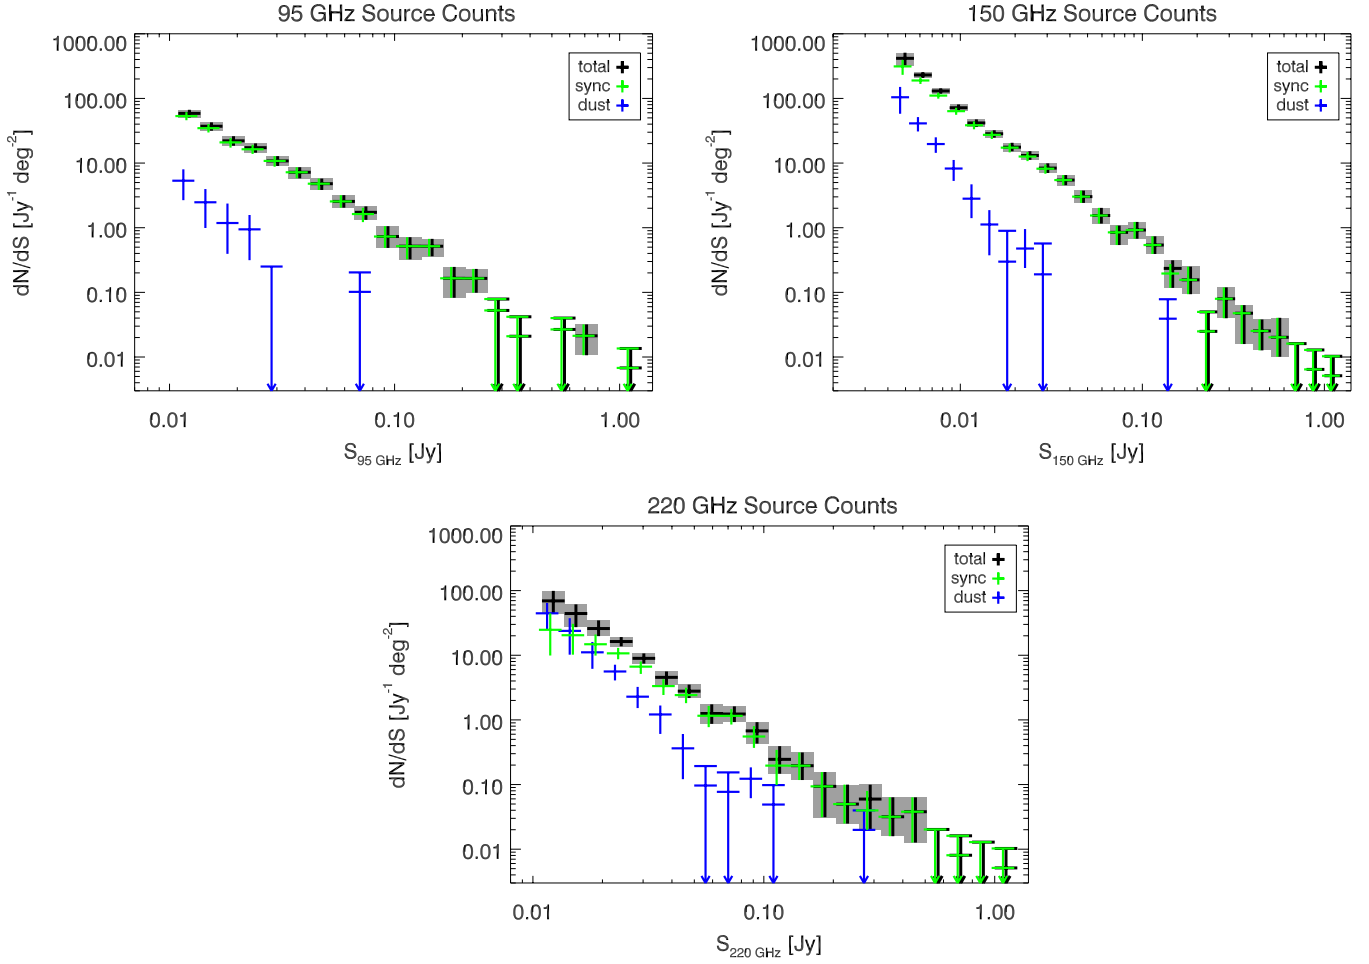 95 GHz Source Counts
1000.00
100.00
10.00
1.00
0.10
0.01
dN/dS [Jy⁻¹ deg⁻²]
total
sync
dust
0.01 0.10 1.00
S95 GHz [Jy]
150 GHz Source Counts
1000.00
100.00
10.00
1.00
0.10
0.01
dN/dS [Jy⁻¹ deg⁻²]
total
sync
dust
0.01 0.10 1.00
S150 GHz [Jy]
220 GHz Source Counts
1000.00
100.00
10.00
1.00
0.10
0.01
dN/dS [Jy⁻¹ deg⁻²]
total
sync
dust
0.01 0.10 1.00
S220 GHz [Jy]